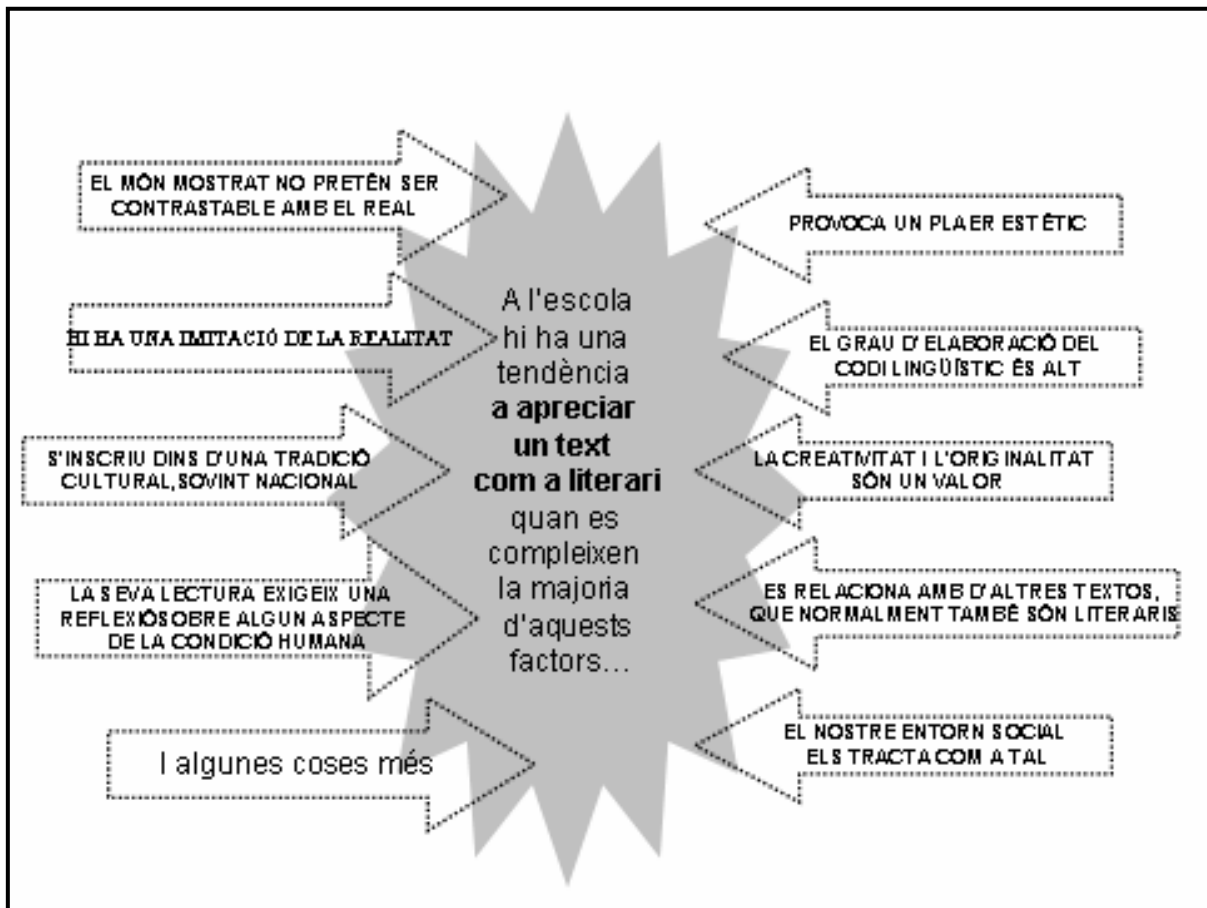 EL MÓN MOSTRAT NO PRETÉN SER
CONTRASTABLE AMB EL REAL
HI HA UNA IMITACIÓ DE LA REALITAT
S'INSCRIU DINS D'UNA TRADICIÓ
CULTURAL, SOVINT NACIONAL
LA SEVA LECTURA EXIGEIX UNA
REFLEXIÓ SOBRE ALGUN ASPECTE
DE LA CONDICIÓ HUMANA
I algunes coses més
A l'escola
hi ha una
tendència
a apreciar
un text
com a literari
quan es
compleixen
la majoria
d'aquests
factors...
PROVOCA UN PLAER ESTÈTIC
EL GRAU D'ELABORACIÓ DEL
CODI LINGÜÍSTIC ÉS ALT
LA CREATIVITAT I L'ORIGINALITAT
SÓN UN VALOR
ES RELACIONA AMB D'ALTRES TEXTOS,
QUE NORMALMENT TAMBÉ SÓN LITERARIS
EL NOSTRE ENTORN SOCIAL
ELS TRACTA COM A TAL